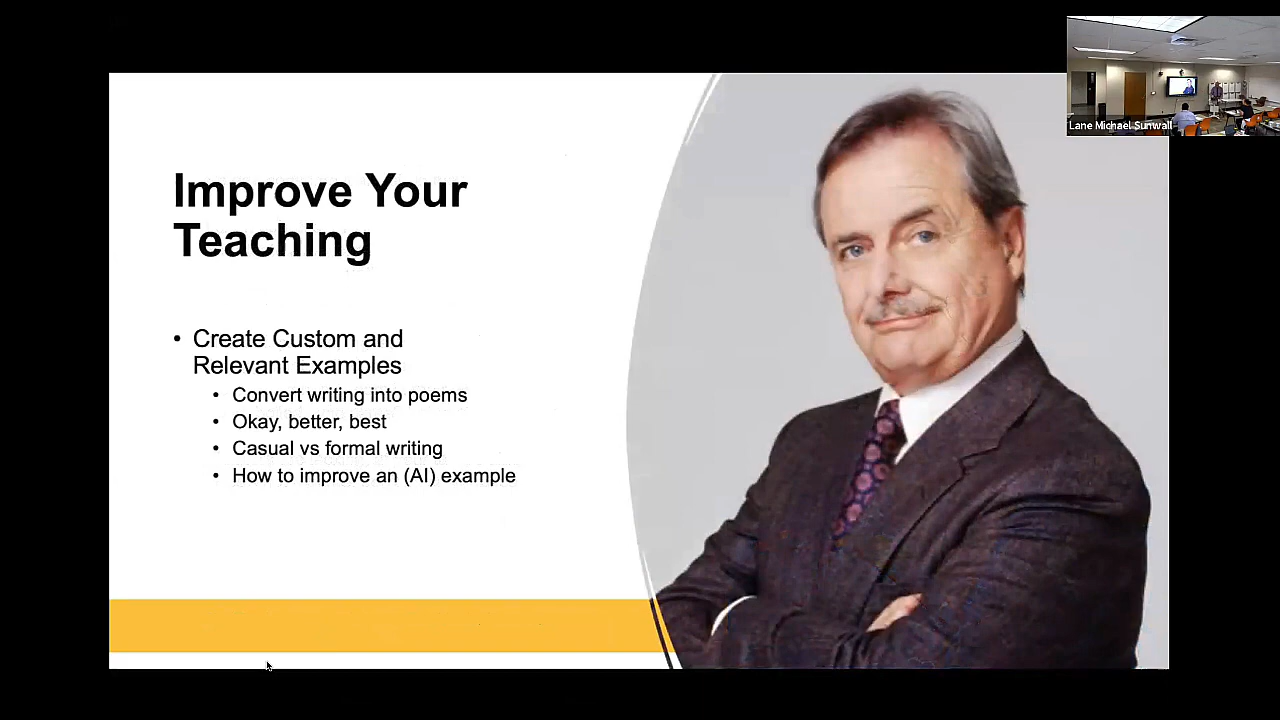 Lane Michael Sunwall
Improve Your
Teaching
• Create Custom and
Relevant Examples
• Convert writing into poems
• Okay, better, best
• Casual vs formal writing
• How to improve an (AI) example